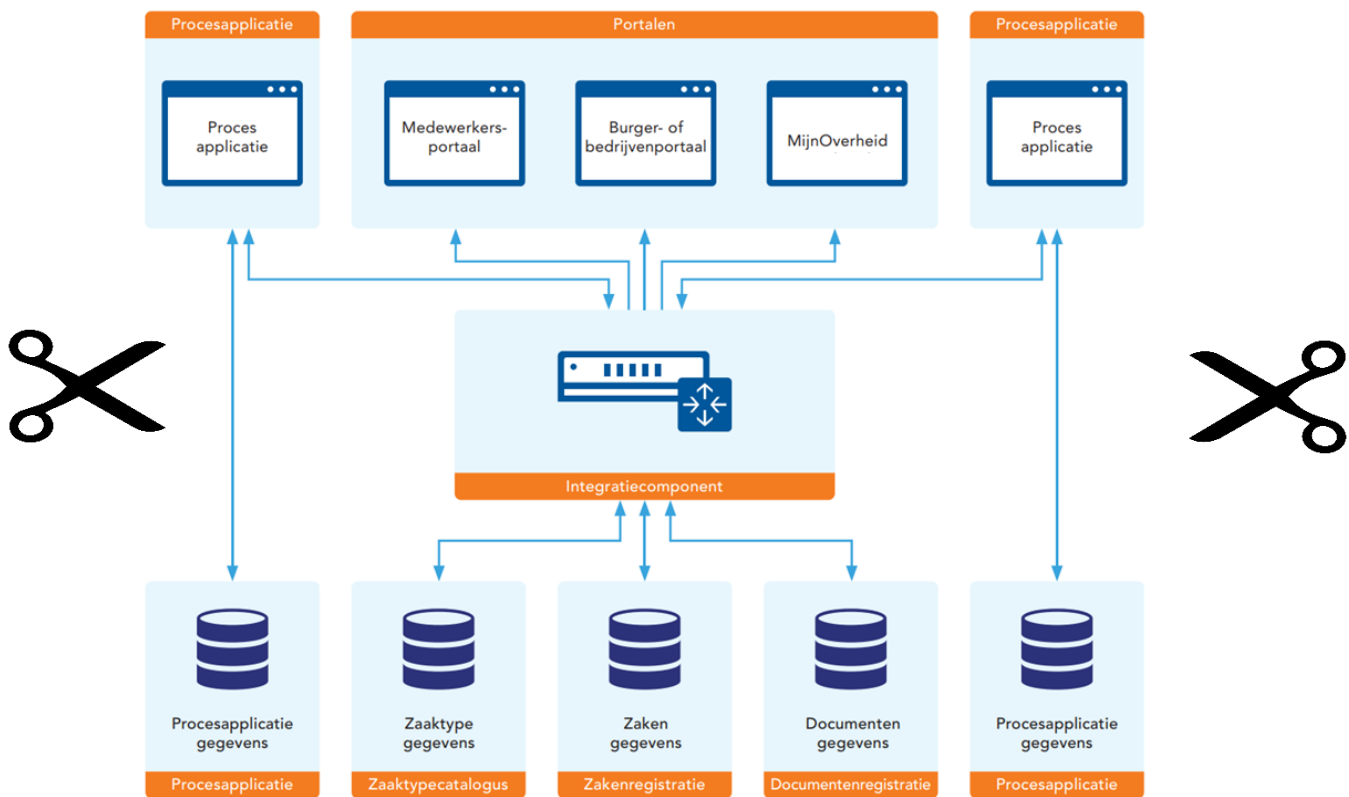 Procesapplicatie
Portalen
Procesapplicatie
Proces
applicatie
Medewerkers-
portaal
Burger- of
bedrijvenportaal
MijnOverheid
Proces
applicatie
Integratiecomponent
Procesapplicatie
gegevens
Zaaktype
gegevens
Zaken
gegevens
Documenten
gegevens
Procesapplicatie
gegevens
Procesapplicatie
Zaaktypecatalogus
Zakenregistratie
Documentenregistratie
Procesapplicatie